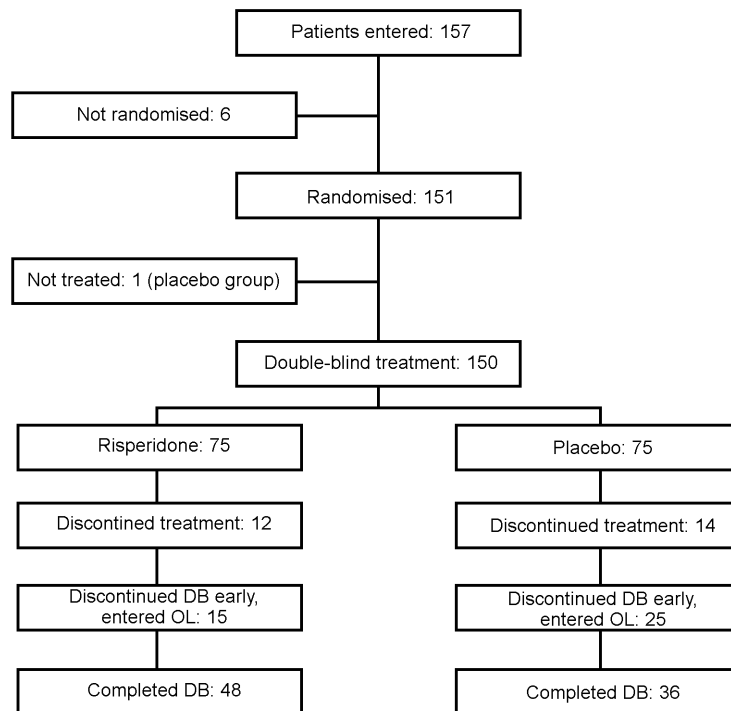 Patients entered: 157
Not randomised: 6
Randomised: 151
Not treated: 1 (placebo group)
Double-blind treatment: 150
Risperidone: 75
Placebo: 75
Discontined treatment: 12
Discontinued treatment: 14
Discontinued DB early,
entered OL: 15
Discontinued DB early,
entered OL: 25
Completed DB: 48
Completed DB: 36